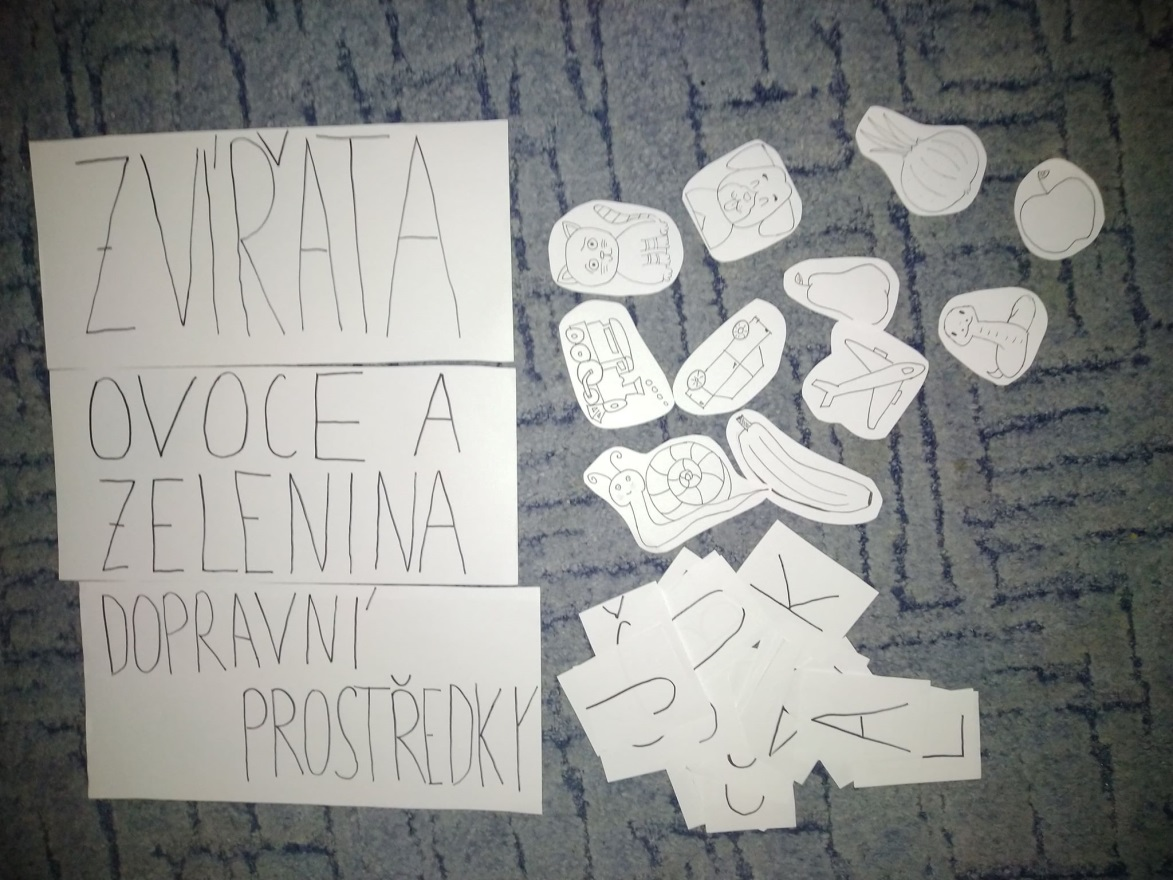 ZVÍŘATA
OVOCE A
ZELENINA
DOPRAVNÍ
PROSTŘEDKY
K
A
L